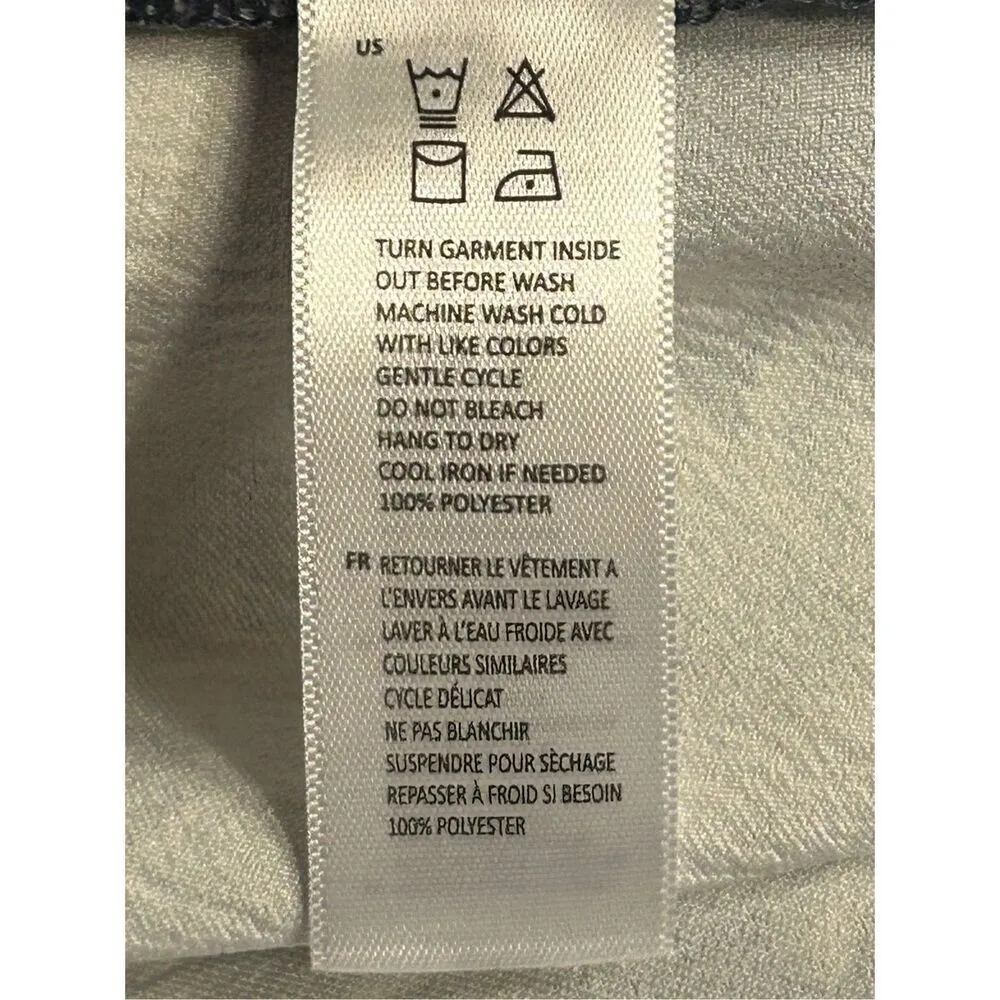 US
TURN GARMENT INSIDE
OUT BEFORE WASH
MACHINE WASH COLD
WITH LIKE COLORS
GENTLE CYCLE
DO NOT BLEACH
HANG TO DRY
COOL IRON IF NEEDED
100% POLYESTER
FR RETOURNER LE VÊTEMENT A
L'ENVERS AVANT LE LAVAGE
LAVER À L'EAU FROIDE AVEC
COULEURS SIMILAIRES
CYCLE DÉLICAT
NE PAS BLANCHIR
SUSPENDRE POUR SÈCHAGE
REPASSER À FROID SI BESOIN
100% POLYESTER